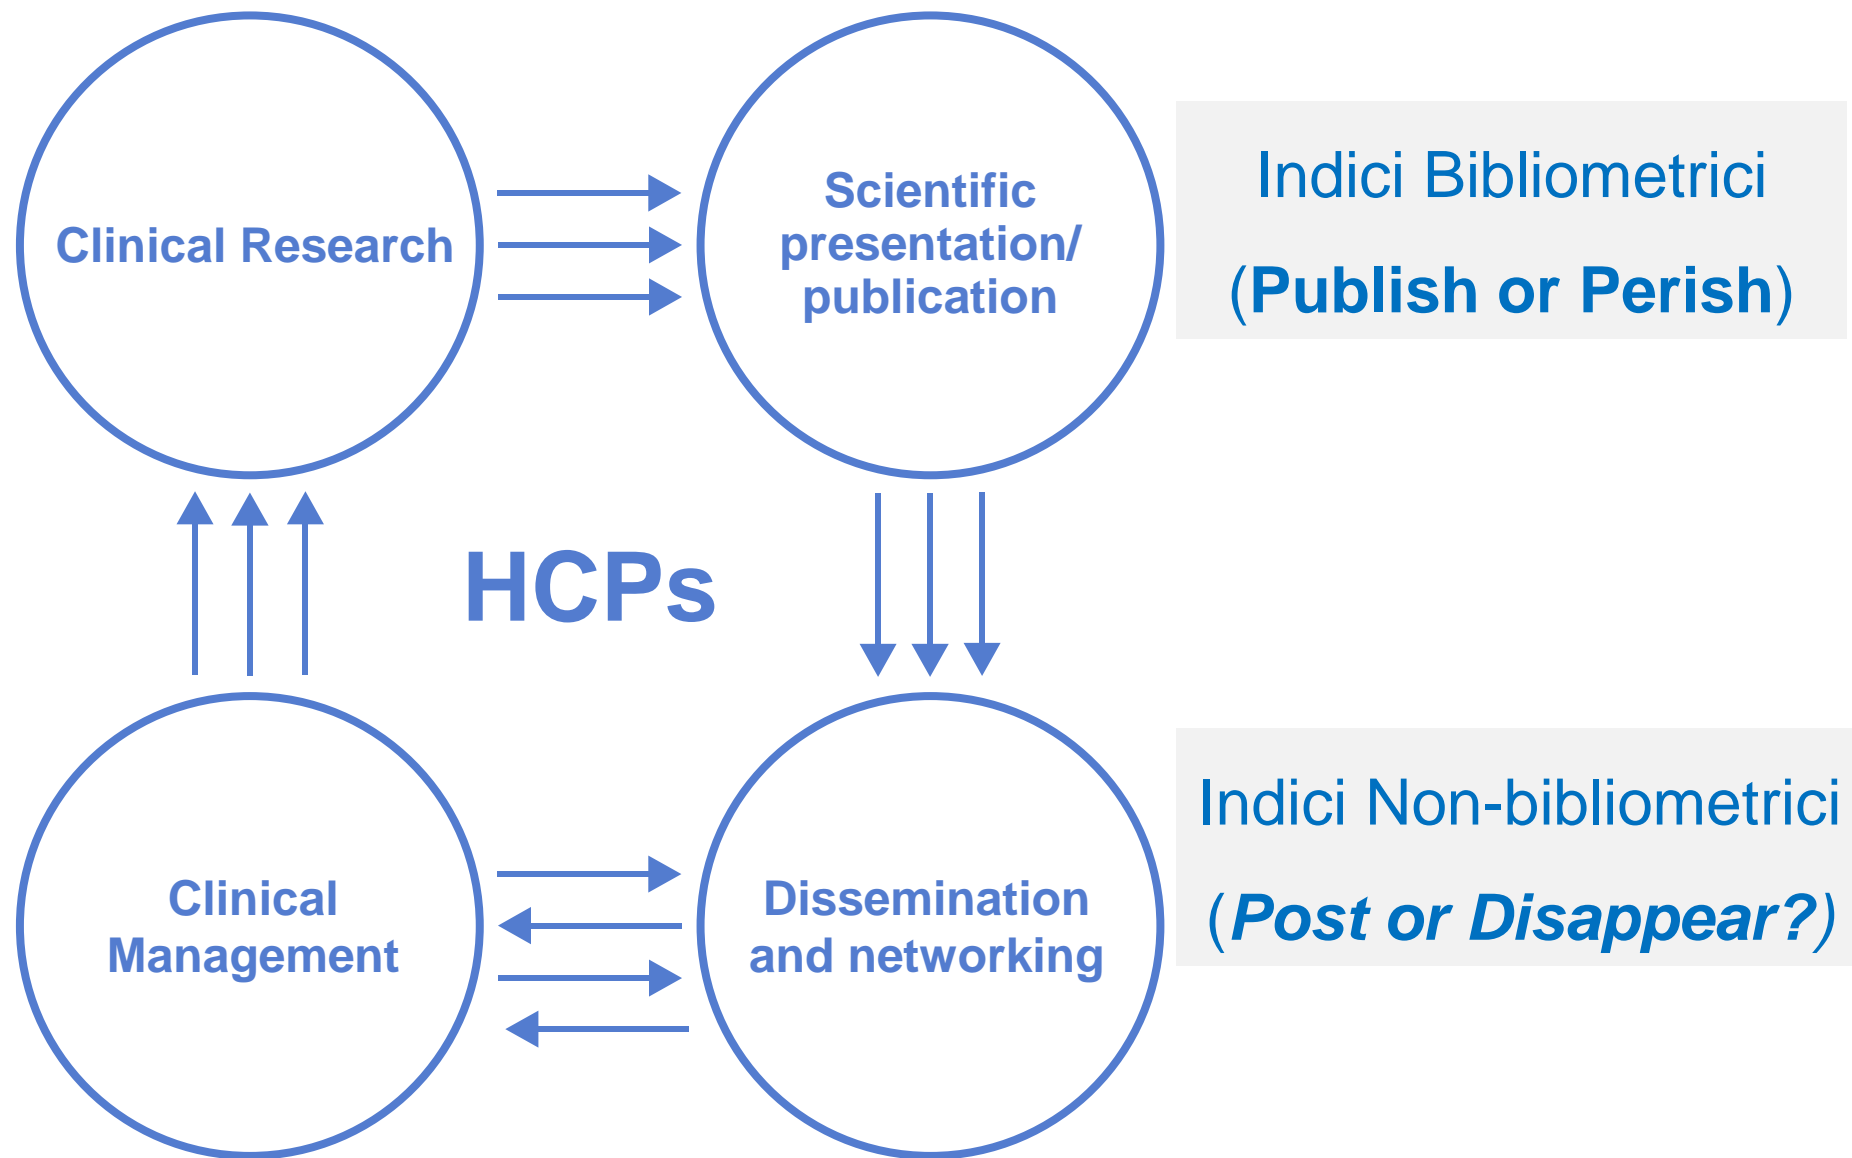 Clinical Research
Scientific
presentation/
publication
Indici Bibliometrici
(Publish or Perish)
HCPs
Clinical
Management
Dissemination
and networking
Indici Non-bibliometrici
(Post or Disappear?)